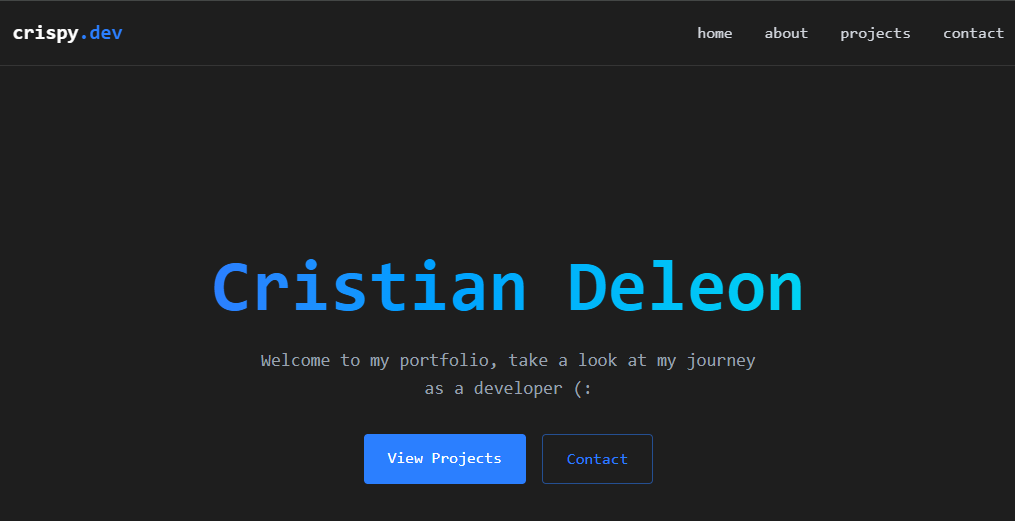 crispy.dev
home about projects contact
Cristian Deleon
Welcome to my portfolio, take a look at my journey
as a developer (:
View Projects Contact